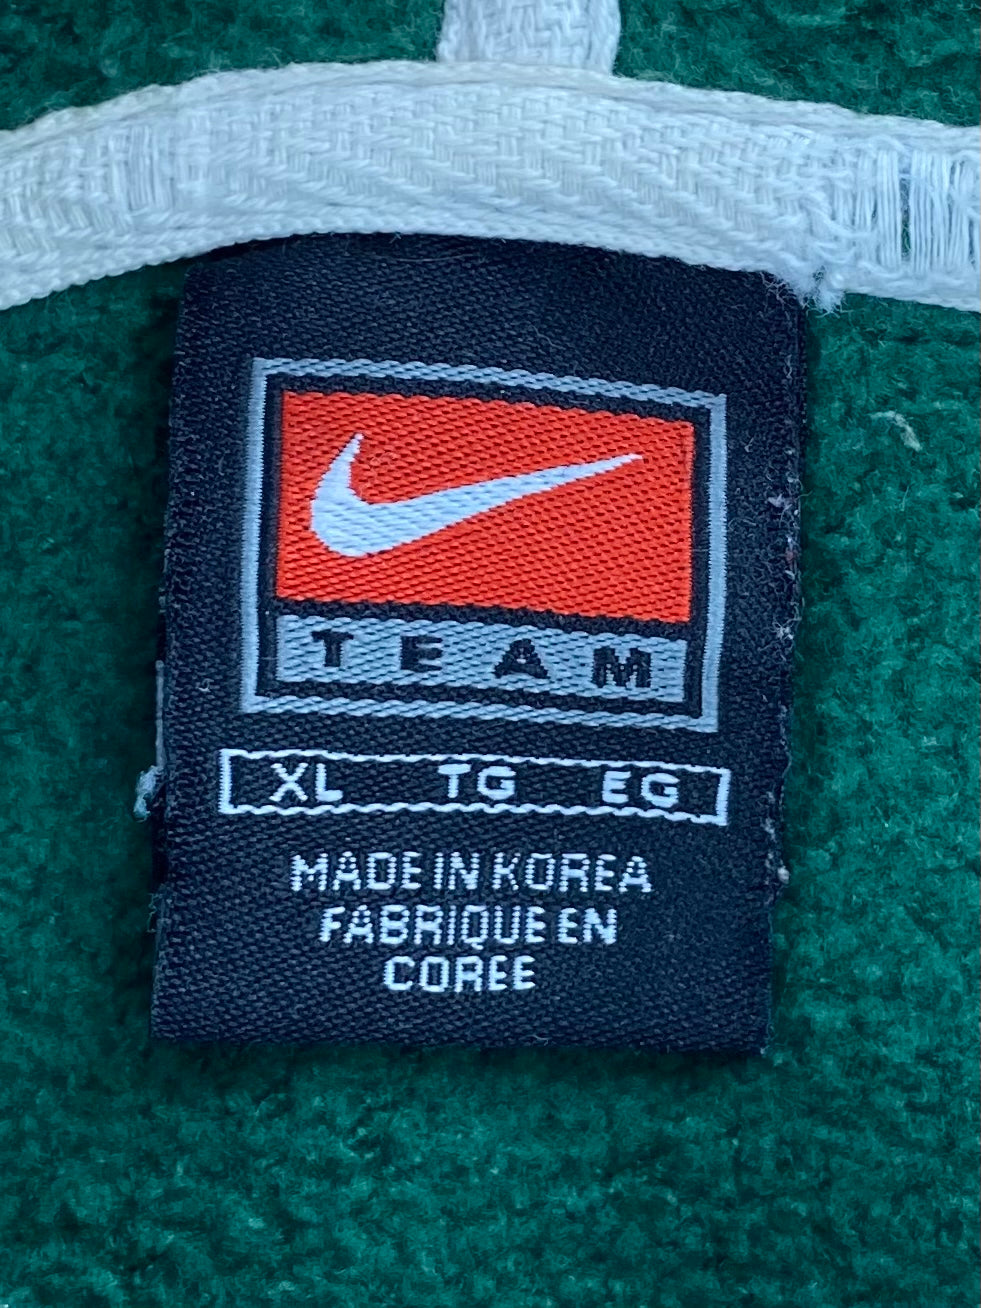 TEAM
XL TG EG
MADE IN KOREA
FABRIQUE EN
COREE